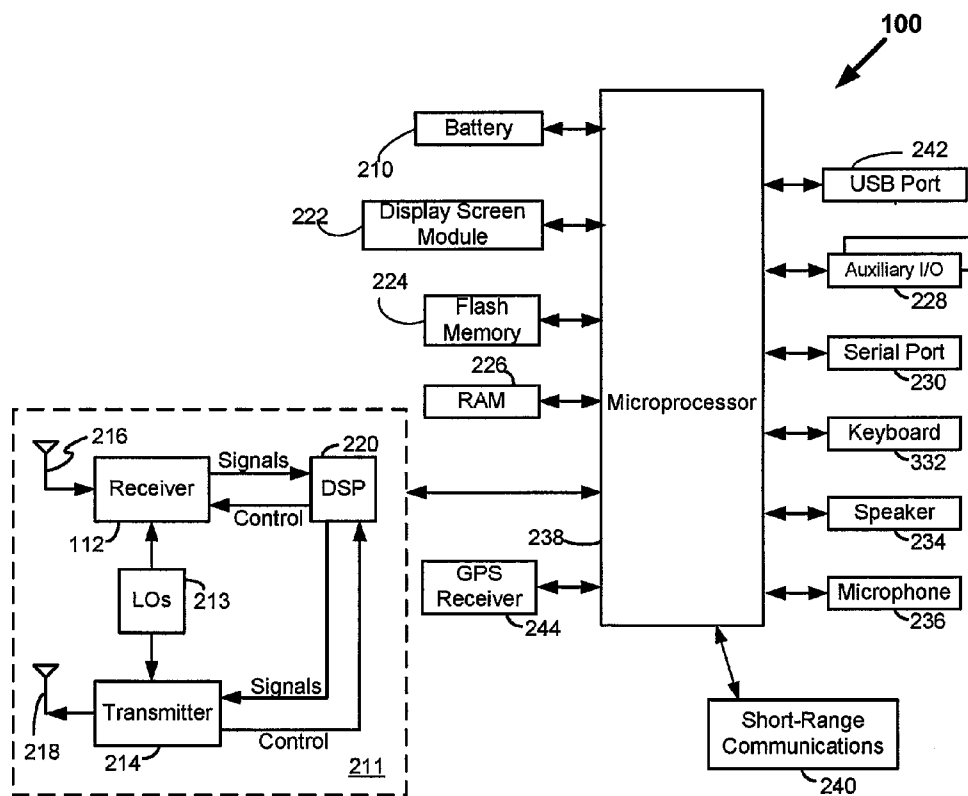 100
Battery
210
242
USB Port
222
Display Screen
Module
Auxiliary I/O
228
224
Flash
Memory
Serial Port
230
226
RAM
Microprocessor
Keyboard
332
216
220
Signals
Receiver
DSP
Control
112
238
Speaker
234
LOs
213
GPS
Receiver
244
Microphone
236
Signals
Transmitter
218
214
Control
211
Short-Range
Communications
240